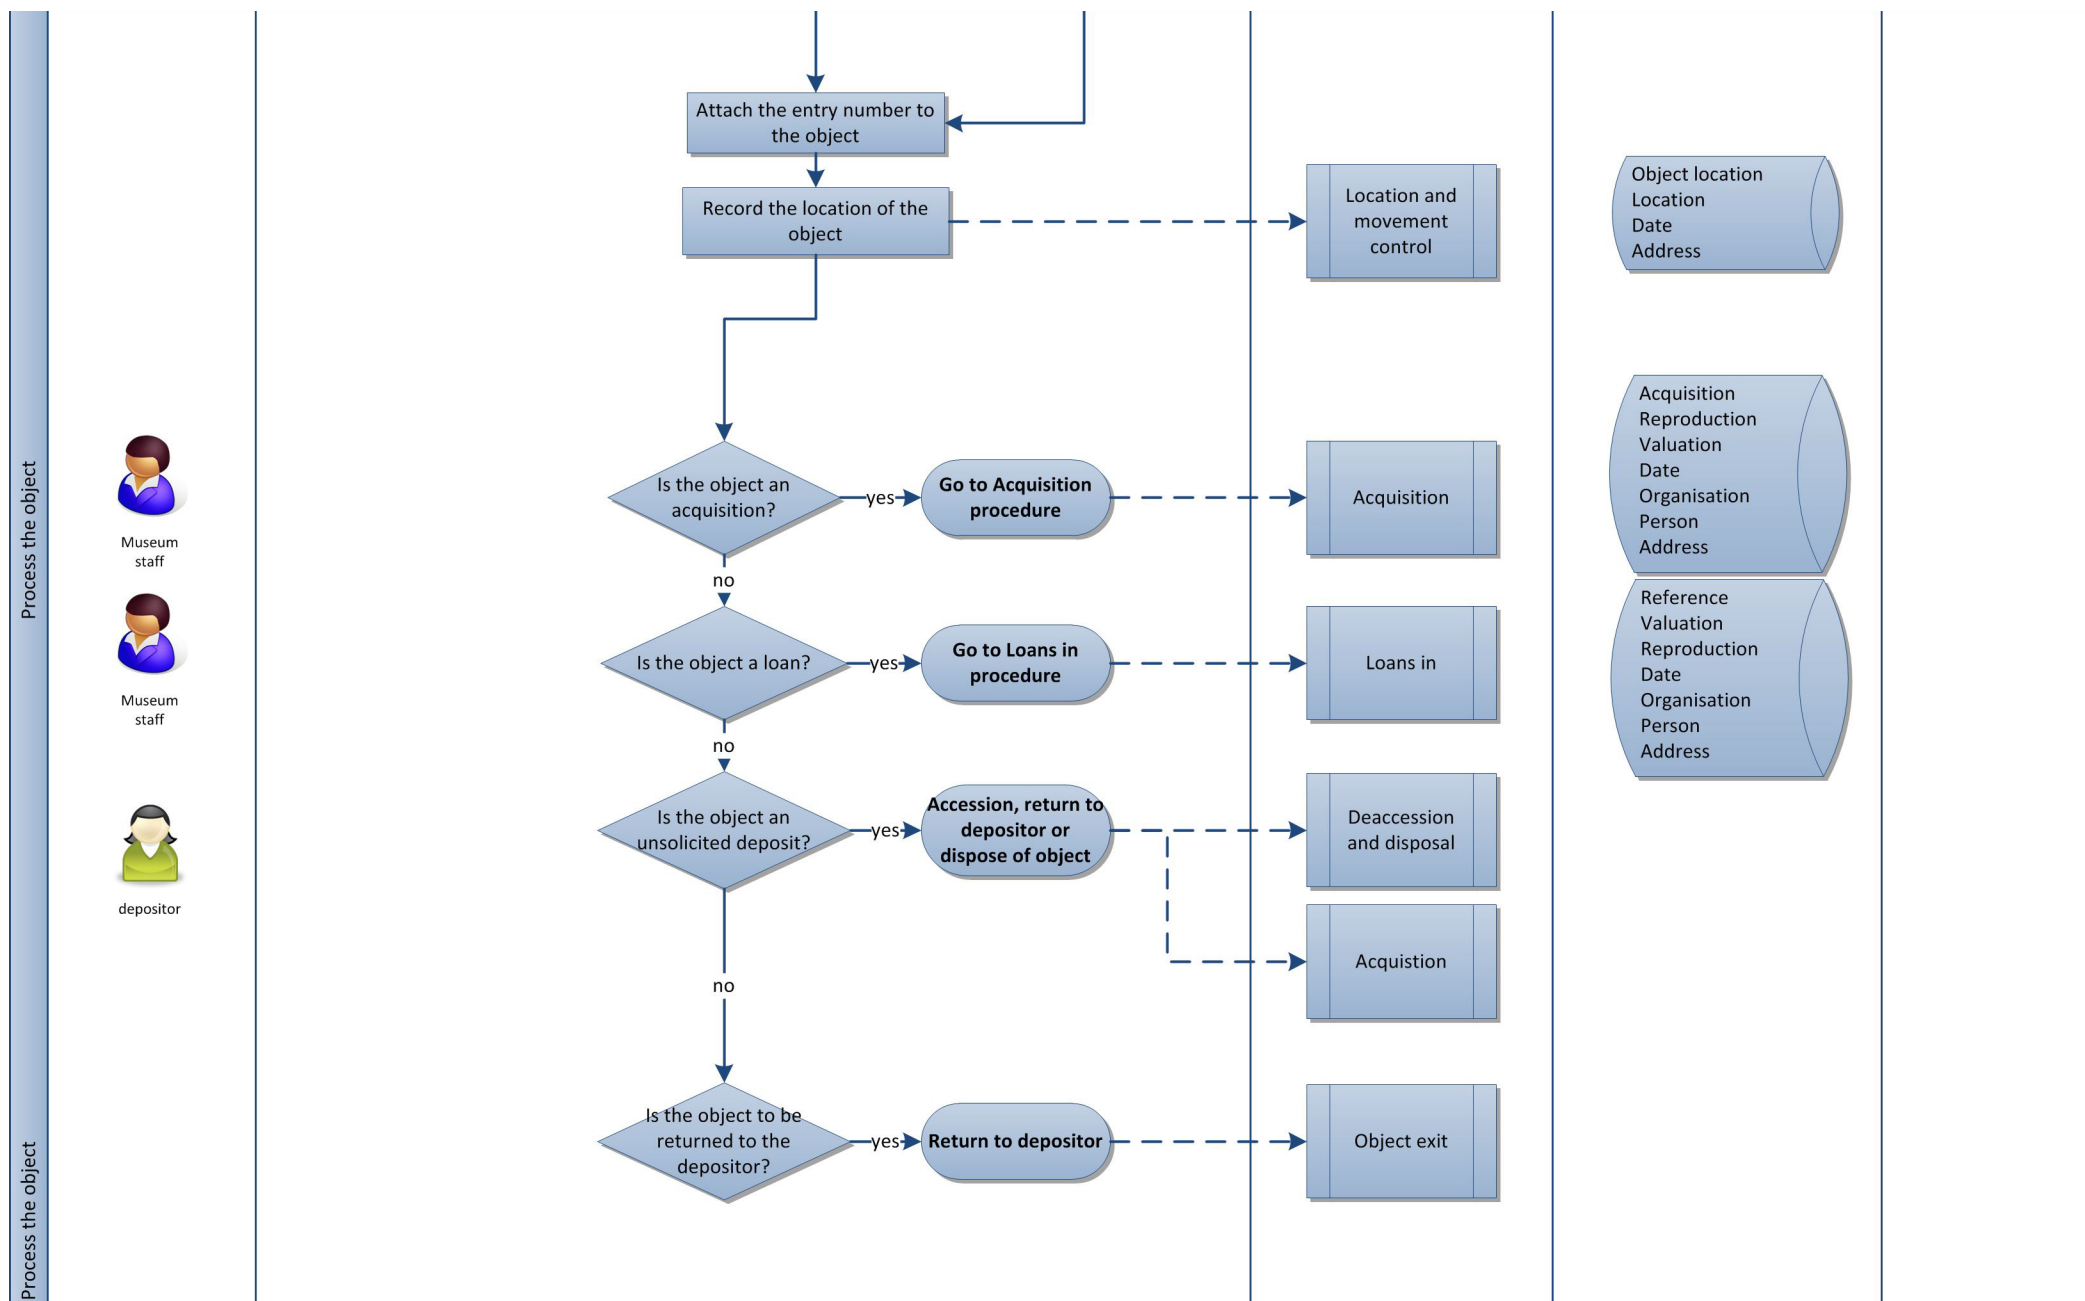 Process the object
Process the object
Museum
staff
Museum
staff
depositor
Attach the entry number to
the object
Record the location of the
object
Location and
movement
control
Object location
Location
Date
Address
Is the object an
acquisition?
yes
Go to Acquisition
procedure
Acquisition
Acquisition
Reproduction
Valuation
Date
Organisation
Person
Address
no
Is the object a loan?
yes
Go to Loans in
procedure
Loans in
Reference
Valuation
Reproduction
Date
Organisation
Person
Address
no
Is the object an
unsolicited deposit?
yes
Accession, return to
depositor or
dispose of object
Deaccession
and disposal
Acquistion
no
Is the object to be
returned to the
depositor?
yes
Return to depositor
Object exit